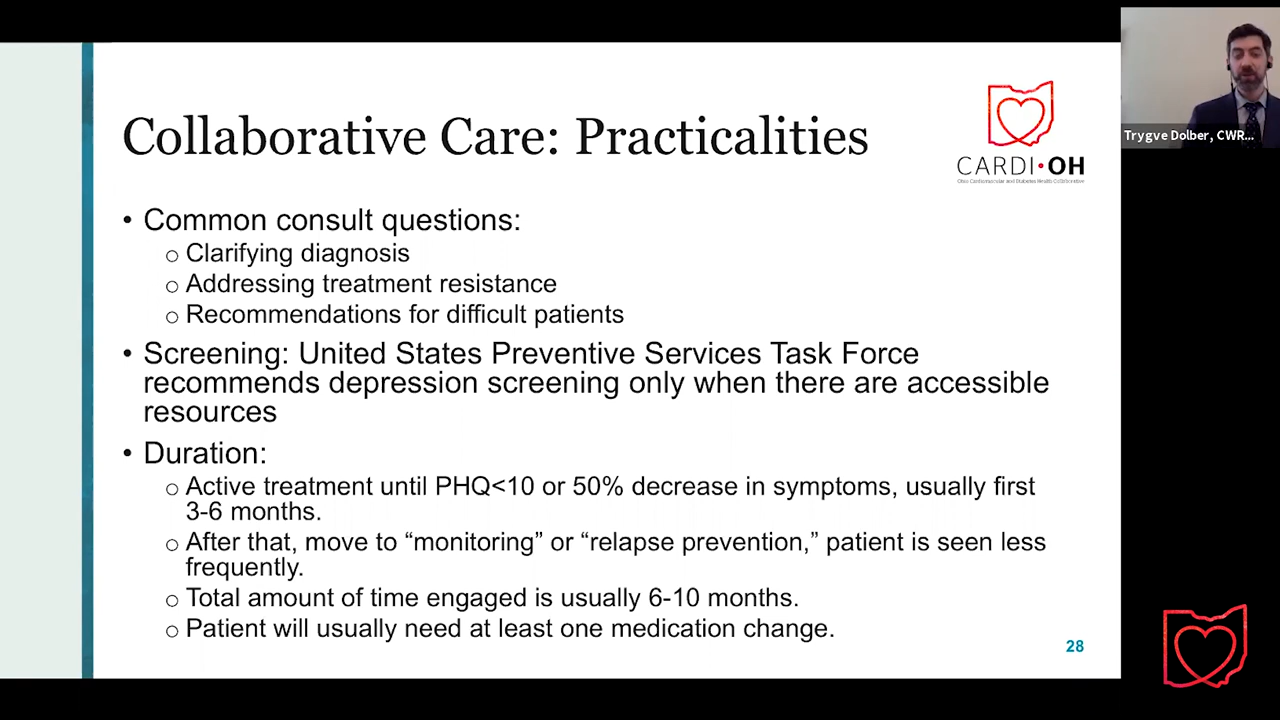 Collaborative Care: Practicalities
CARDI•OH
Ohio Cardiovascular and Diabetes Health Collaborative
Trygve Dolber, CWR...
• Common consult questions:
o Clarifying diagnosis
o Addressing treatment resistance
o Recommendations for difficult patients
• Screening: United States Preventive Services Task Force
recommends depression screening only when there are accessible
resources
• Duration:
o Active treatment until PHQ<10 or 50% decrease in symptoms, usually first
3-6 months.
o After that, move to “monitoring” or “relapse prevention,” patient is seen less
frequently.
o Total amount of time engaged is usually 6-10 months.
o Patient will usually need at least one medication change.
28